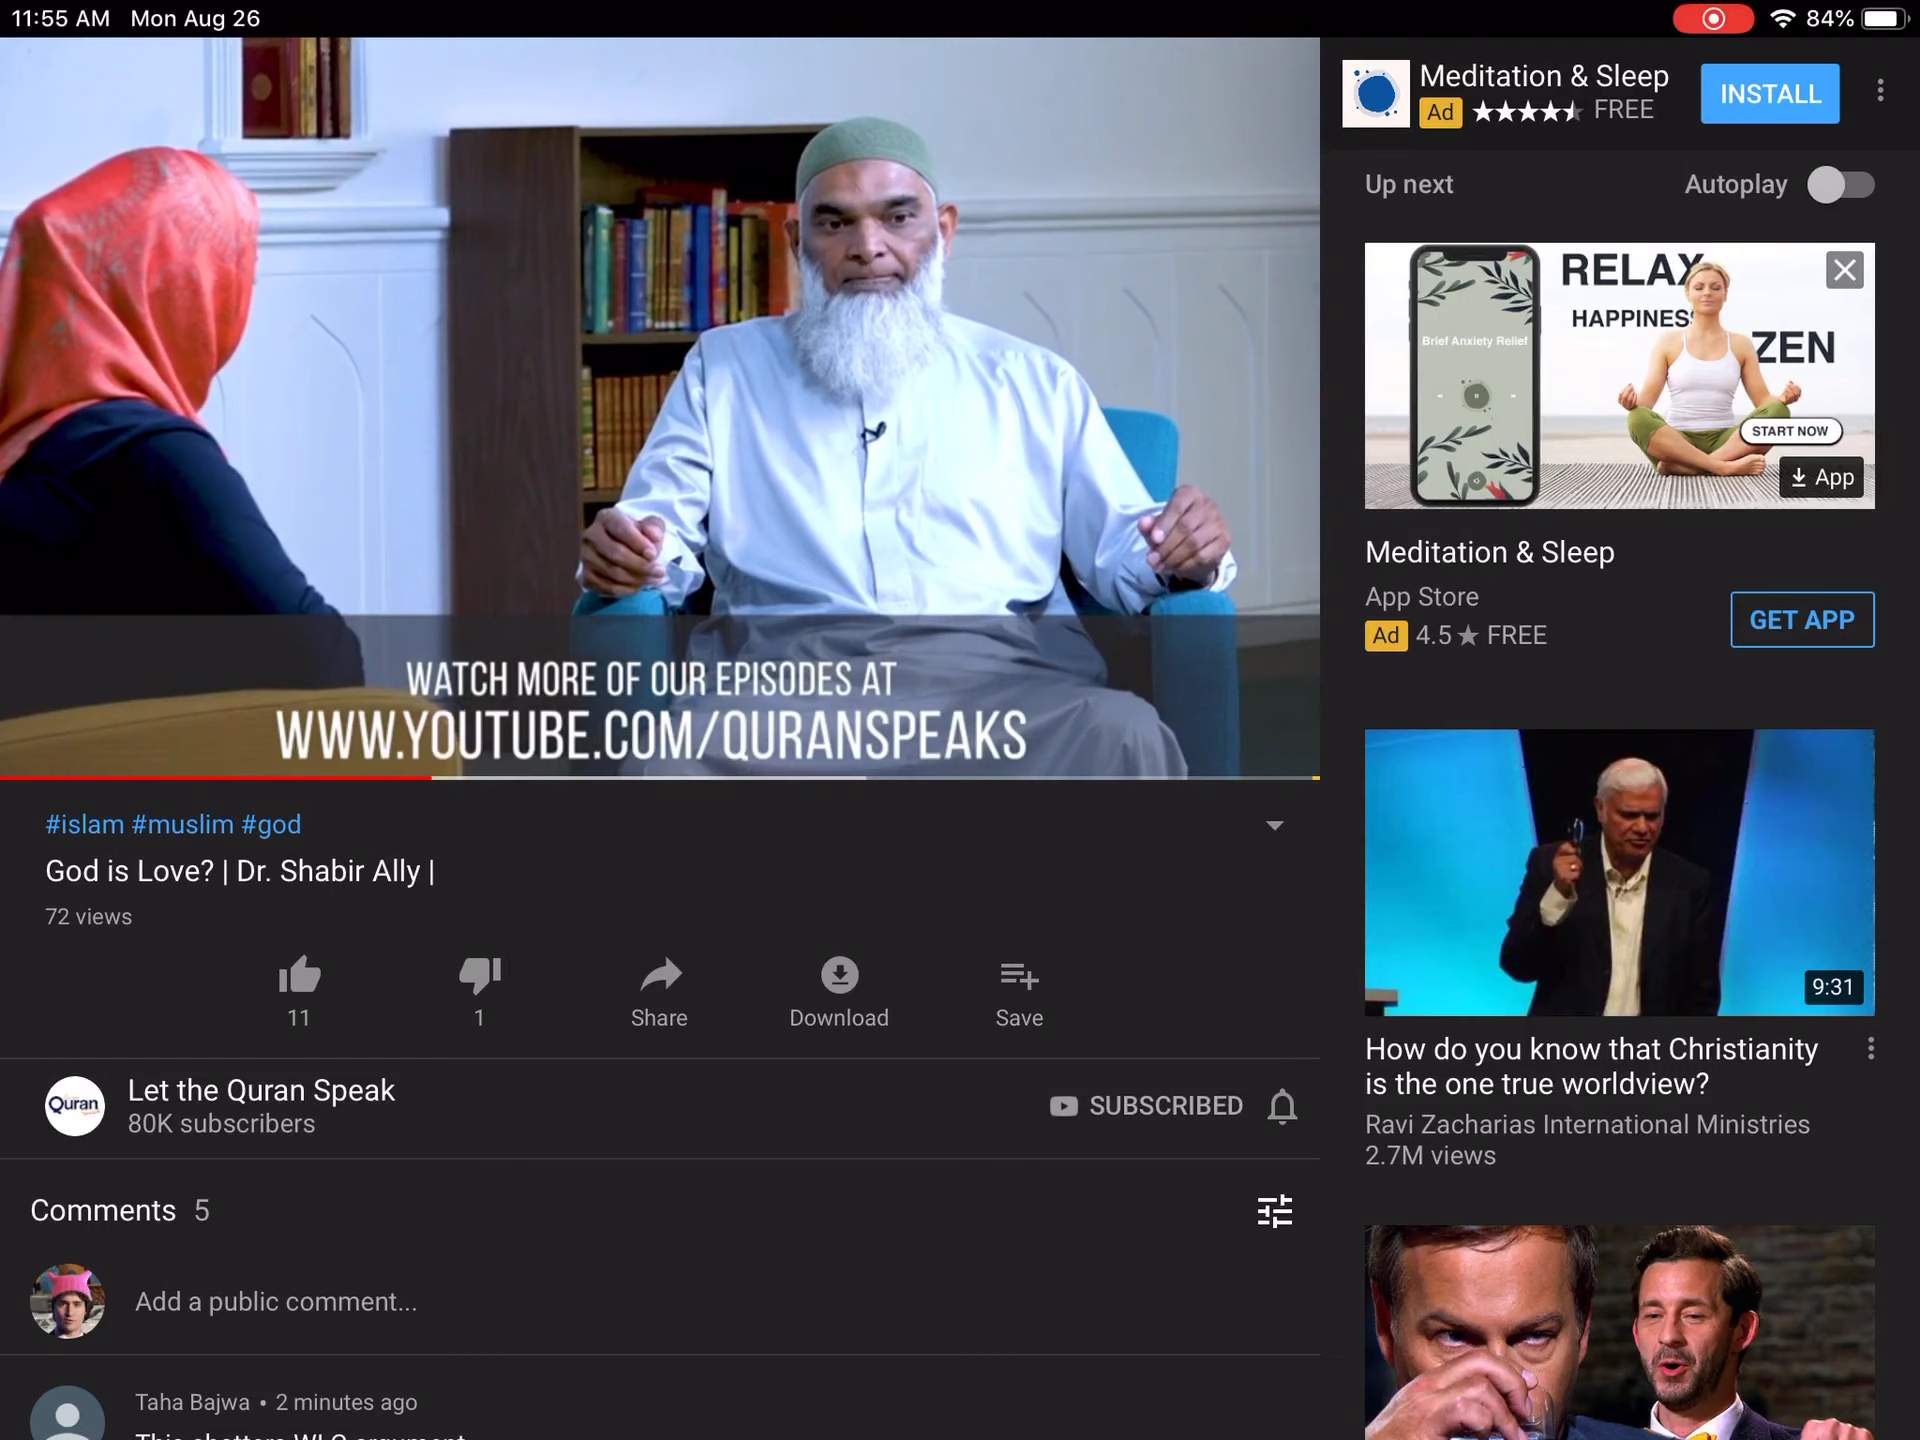 11:55 AM Mon Aug 26
84%
WATCH MORE OF OUR EPISODES AT
WWW.YOUTUBE.COM/QURANSPEAKS
#islam #muslim #god
God is Love? | Dr. Shabir Ally |
72 views
11
1
Share
Download
Save
Quran
Let the Quran Speak
80K subscribers
SUBSCRIBED
Comments 5
Add a public comment...
Taha Bajwa • 2 minutes ago
Meditation & Sleep
Ad FREE
INSTALL
Up next
Autoplay
RELAX
HAPPINESS
ZEN
Brief Anxiety Relief
START NOW
App
Meditation & Sleep
App Store
Ad 4.5 ★ FREE
GET APP
9:31
How do you know that Christianity
is the one true worldview?
Ravi Zacharias International Ministries
2.7M views